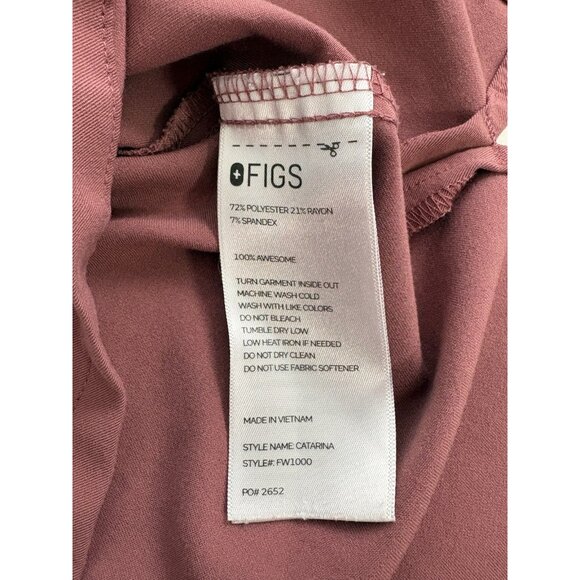 FIGS
72% POLYESTER 21% RAYON
7% SPANDEX
100% AWESOME
TURN GARMENT INSIDE OUT
MACHINE WASH COLD
WASH WITH LIKE COLORS
DO NOT BLEACH
TUMBLE DRY LOW
LOW HEAT IRON IF NEEDED
DO NOT DRY CLEAN
DO NOT USE FABRIC SOFTENER
MADE IN VIETNAM
STYLE NAME: CATARINA
STYLE#: FW1000
PO# 2652